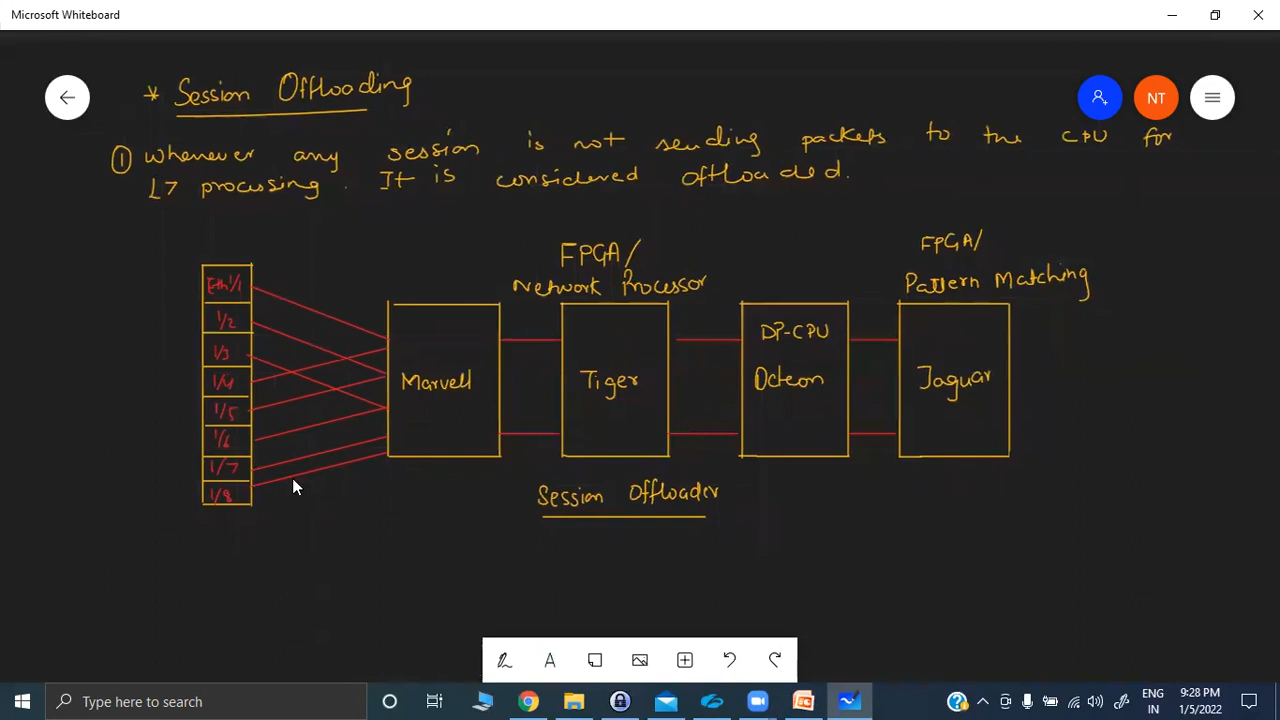 Microsoft Whiteboard
* Session Offloading
NT
① Whenever any session is not sending packets to the CPU for
L7 processing. It is considered offloaded.
FPGA/
Network Processor
FPGA/
Pattern Matching
Eth1/1
1/2
1/3
1/4
1/5
1/6
1/7
1/8
Marvell
Tiger
DP-CPU
Octeon
Jaguar
Session Offloader
A
Type here to search
ENG
IN
9:28 PM
1/5/2022